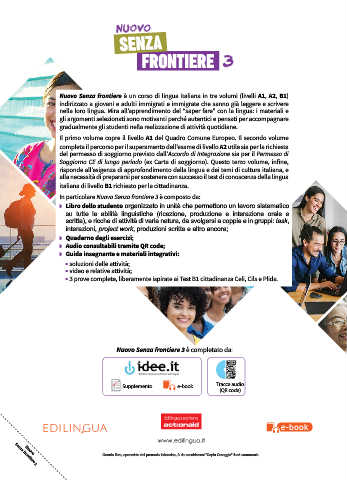 NUOVO
SENZA
FRONTIERE 3
Nuovo Senza frontiere è un corso di lingua italiana in tre volumi (livelli A1, A2, B1)
indirizzato a giovani e adulti immigrati e immigrate che sanno già leggere e scrivere
nella loro lingua. Mira all'apprendimento del "saper fare" con la lingua: i materiali e
gli argomenti selezionati sono motivanti perché autentici e pensati per accompagnare
gradualmente gli studenti nella realizzazione di attività quotidiane.
Il primo volume copre il livello A1 del Quadro Comune Europeo. Il secondo volume
completa il percorso per il superamento dell'esame di livello A2 utile sia per la richiesta
del permesso di soggiorno previsto dall'Accordo di Integrazione sia per il Permesso di
Soggiorno CE di lungo periodo (ex Carta di soggiorno). Questo terzo volume, infine,
risponde all'esigenza di approfondimento della lingua e dei temi di cultura italiana, e
alla necessità di prepararsi per sostenere con successo il test di conoscenza della lingua
italiana di livello B1 richiesto per la cittadinanza.
In particolare Nuovo Senza frontiere 3 è composto da:
Libro dello studente organizzato in unità che permettono un lavoro sistematico
su tutte le abilità linguistiche (ricezione, produzione e interazione orale e
scritta), e ricche di attività di varia natura, da svolgersi a coppie e in gruppi: task,
interazioni, project work, produzioni scritte e altro ancora;
Quaderno degli esercizi;
Audio consultabili tramite QR code;
Guida insegnante e materiali integrativi:
• soluzioni delle attività;
• video e relative attività;
• 3 prove complete, liberamente ispirate ai Test B1 cittadinanza Celi, Cils e Plida.
Nuovo Senza frontiere 3 è completato da:
idee.it
Supplemento
e-book
Tracce audio
(QR code)
EDILINGUA
Edilingua sostiene
actionaid
e-book
www.edilingua.it